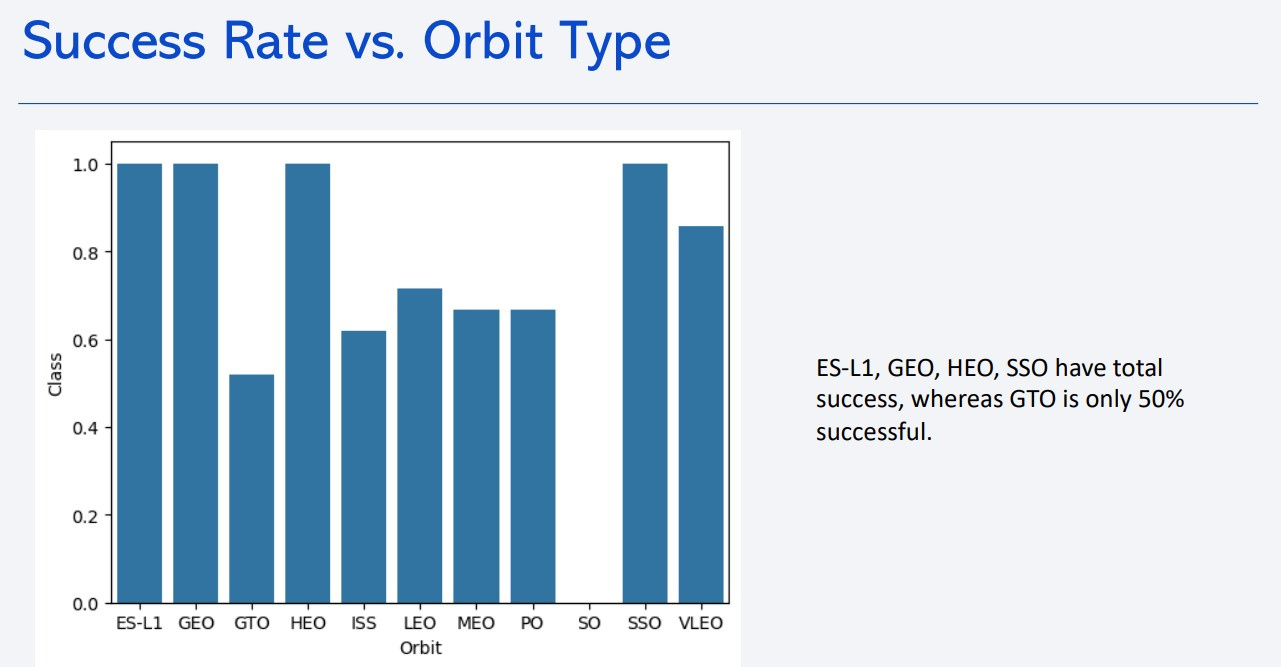 Success Rate vs. Orbit Type
1.0
0.8
0.6
0.4
0.2
0.0
Class
ES-L1 GEO GTO HEO ISS LEO MEO PO SO SSO VLEO
Orbit
ES-L1, GEO, HEO, SSO have total
success, whereas GTO is only 50%
successful.